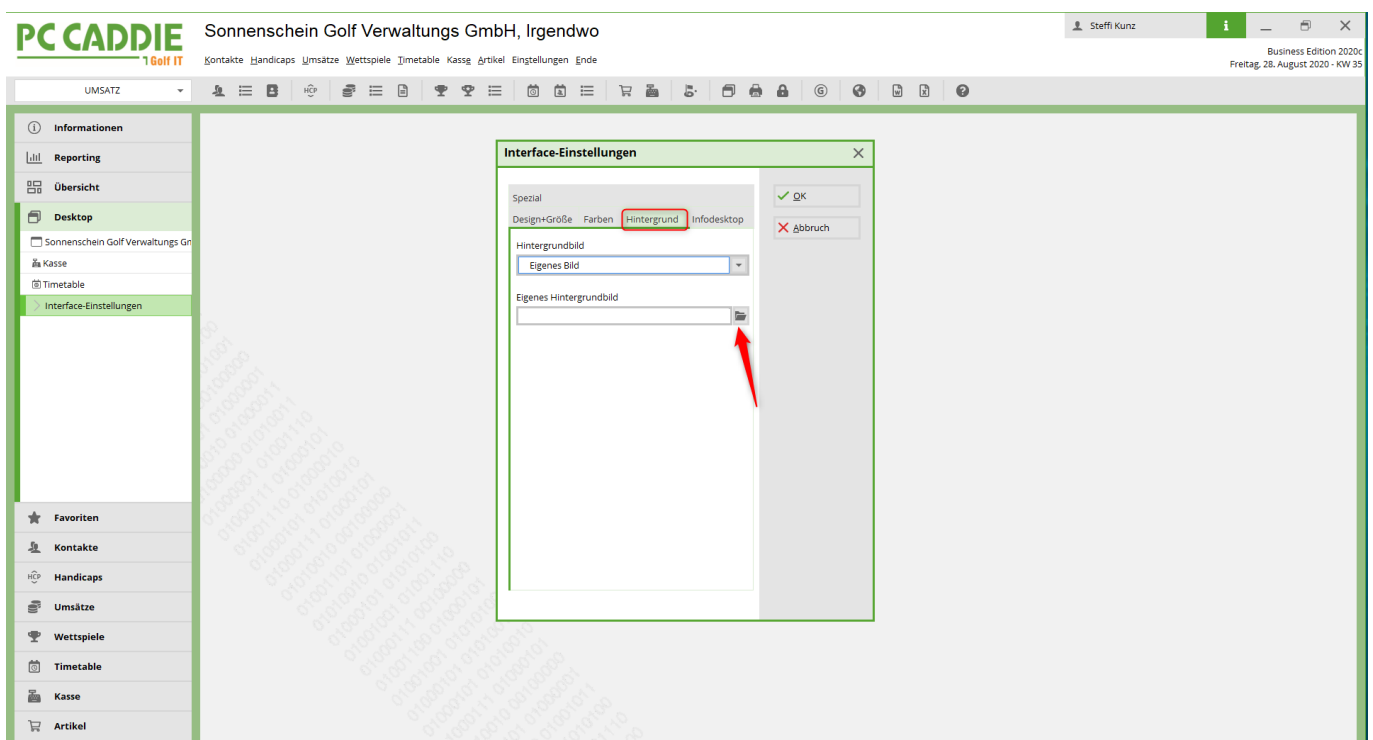 PC CADDIE
Golf IT
Sonnenschein Golf Verwaltungs GmbH, Irgendwo
Kontakte Handicaps Umsätze Wettspiele Timetable Kasse Artikel Einstellungen Ende
Steffi Kunz
i
Business Edition 2020c
Freitag, 28. August 2020 - KW 35
UMSATZ
HCP
G
W
X
?
Informationen
Reporting
Übersicht
Desktop
Sonnenschein Golf Verwaltungs Gm
Kasse
Timetable
Interface-Einstellungen
Favoriten
Kontakte
HCP Handicaps
Umsätze
Wettspiele
Timetable
Kasse
Artikel
Interface-Einstellungen
Spezial
Design+Größe Farben Hintergrund Infodesktop
Hintergrundbild
Eigenes Bild
Eigenes Hintergrundbild
OK
Abbruch